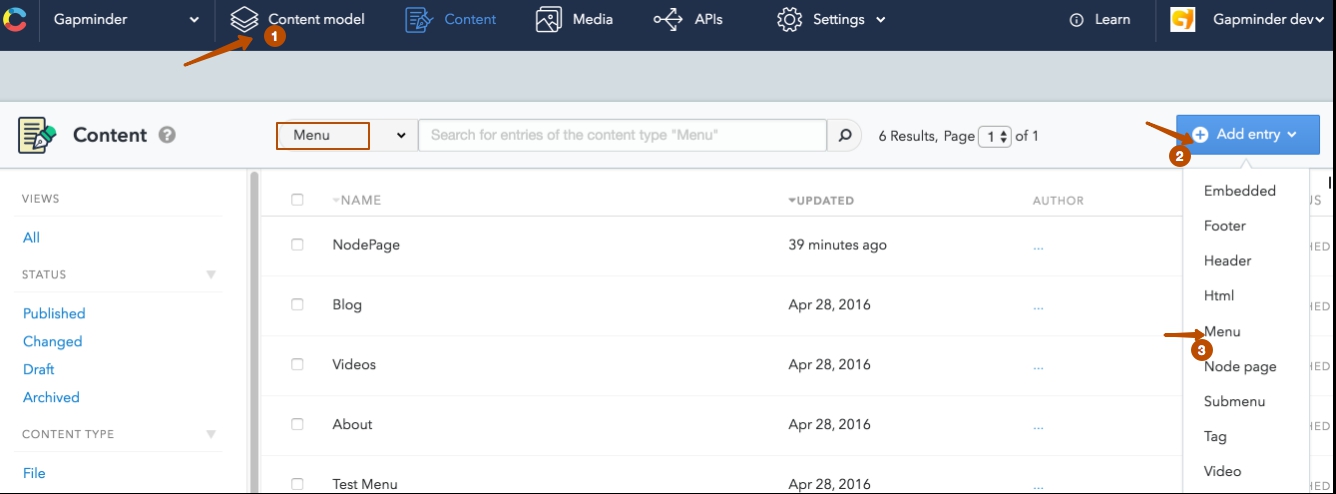 Gapminder Content model Content Media APIs Settings Learn Gapminder dev
1
Content ? Menu Search for entries of the content type "Menu" 6 Results, Page 1 of 1 Add entry
2
VIEWS
All
STATUS
Published
Changed
Draft
Archived
CONTENT TYPE
File
NAME UPDATED AUTHOR
NodePage 39 minutes ago ...
Blog Apr 28, 2016 ...
Videos Apr 28, 2016 ...
About Apr 28, 2016 ...
Test Menu Apr 28, 2016 ...
Embedded
Footer
Header
Html
Menu
3
Node page
Submenu
Tag
Video
US
HED
HED
HED
HED
HED